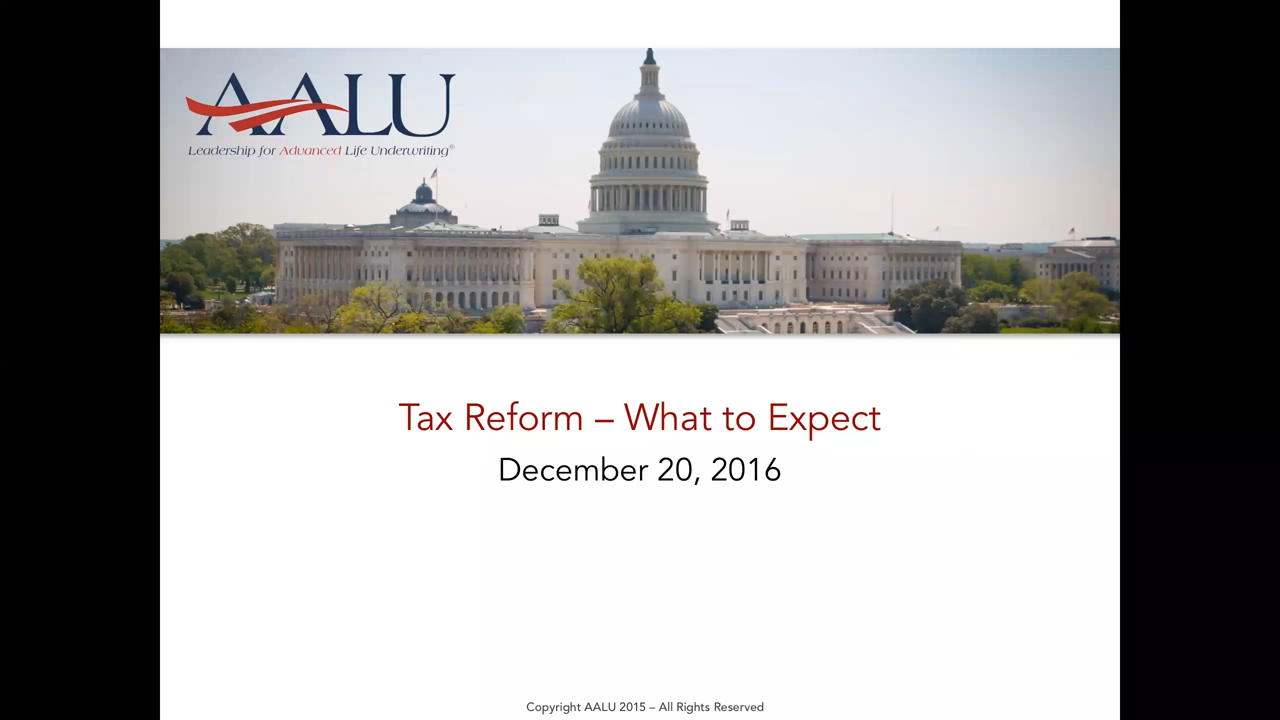 AALU
Leadership for Advanced Life Underwriting®
Tax Reform – What to Expect
December 20, 2016
Copyright AALU 2015 – All Rights Reserved